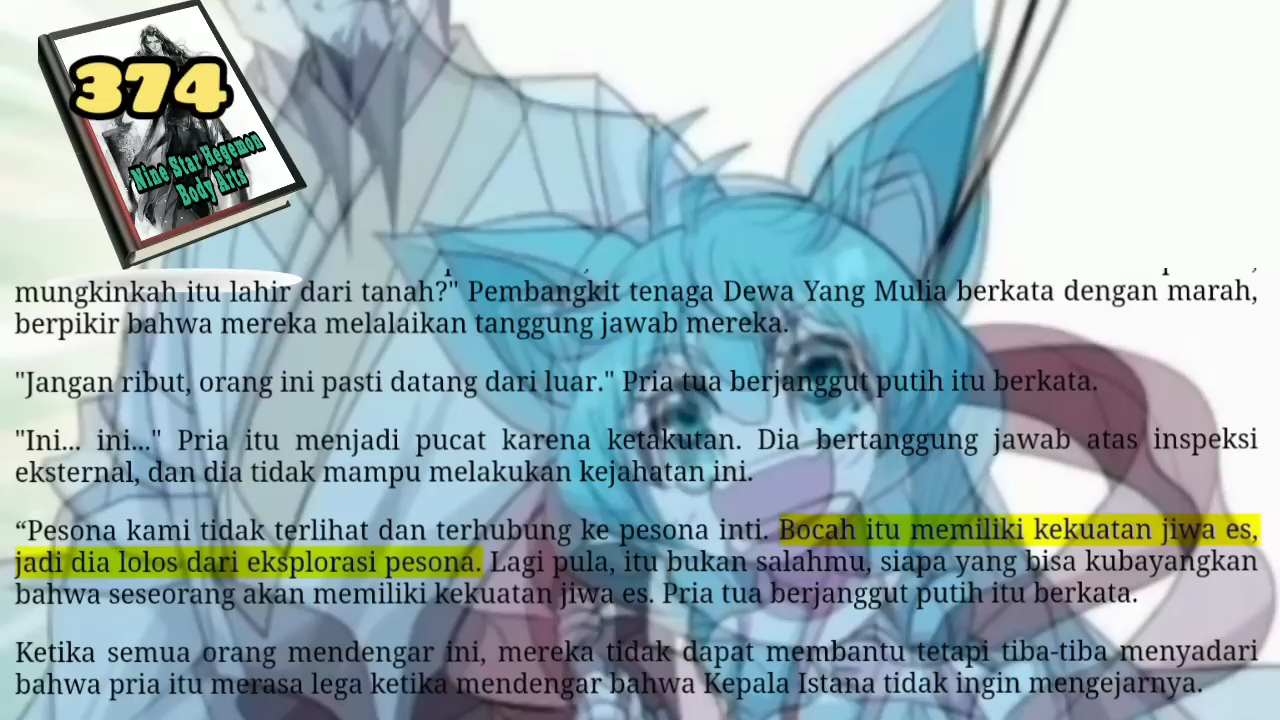 374
Nine Star Hegemon
Body Arts
mungkinkah itu lahir dari tanah?" Pembangkit tenaga Dewa Yang Mulia berkata dengan marah,
berpikir bahwa mereka melalaikan tanggung jawab mereka.
"Jangan ribut, orang ini pasti datang dari luar." Pria tua berjanggut putih itu berkata.
"Ini... ini..." Pria itu menjadi pucat karena ketakutan. Dia bertanggung jawab atas inspeksi
eksternal, dan dia tidak mampu melakukan kejahatan ini.
“Pesona kami tidak terlihat dan terhubung ke pesona inti. Bocah itu memiliki kekuatan jiwa es,
jadi dia lolos dari eksplorasi pesona. Lagi pula, itu bukan salahmu, siapa yang bisa kubayangkan
bahwa seseorang akan memiliki kekuatan jiwa es. Pria tua berjanggut putih itu berkata.
Ketika semua orang mendengar ini, mereka tidak dapat membantu tetapi tiba-tiba menyadari
bahwa pria itu merasa lega ketika mendengar bahwa Kepala Istana tidak ingin mengejarnya.